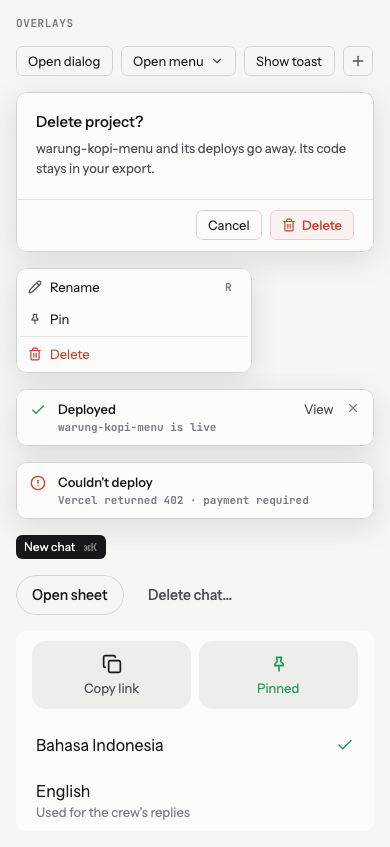 OVERLAYS
Open dialog
Open menu
Show toast
Delete project?
warung-kopi-menu and its deploys go away. Its code
stays in your export.
Cancel
Delete
Rename
R
Pin
Delete
Deployed
View
warung-kopi-menu is live
Couldn't deploy
Vercel returned 402 · payment required
New chat ⌘K
Open sheet
Delete chat...
Copy link
Pinned
Bahasa Indonesia
English
Used for the crew's replies